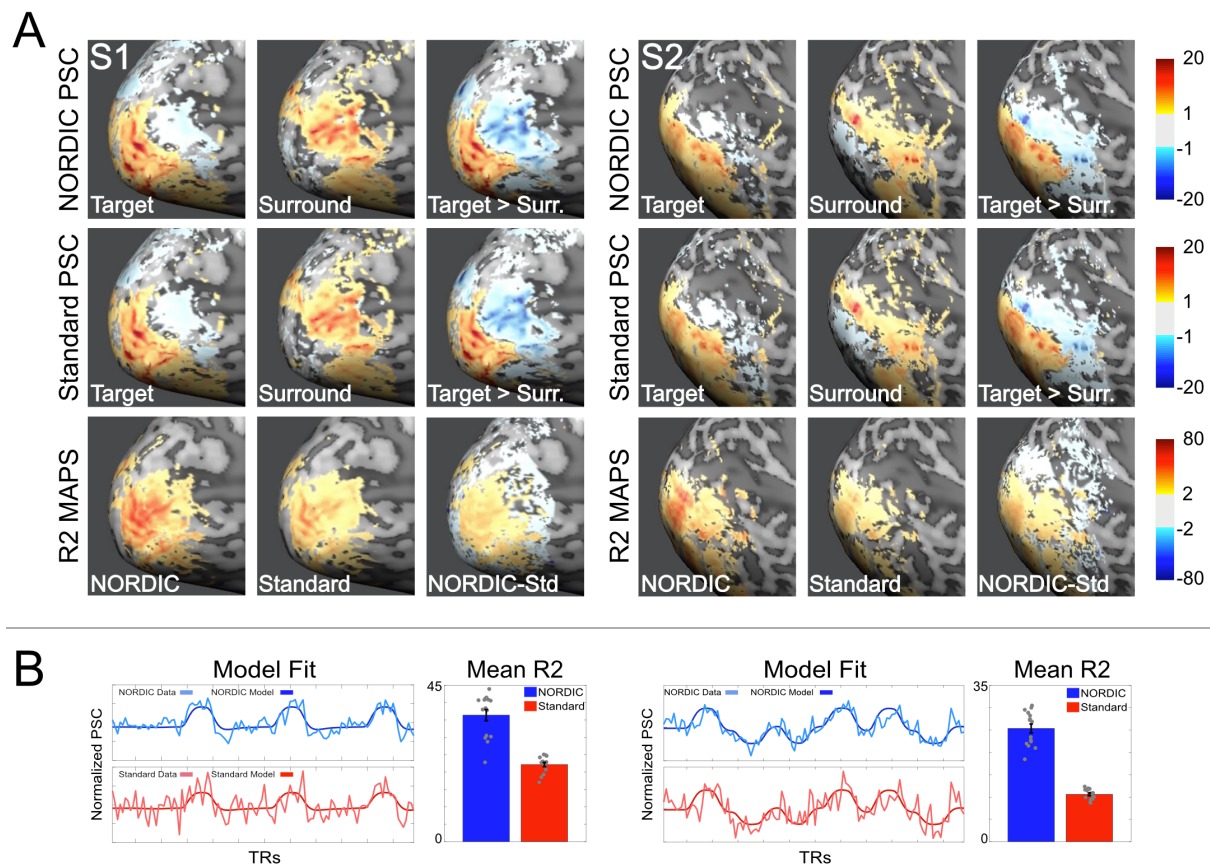 A
S1
S2
NORDIC PSC
Target
Surround
Target > Surr.
NORDIC PSC
Target
Surround
Target > Surr.
20
1
-1
-20
Standard PSC
Target
Surround
Target > Surr.
Standard PSC
Target
Surround
Target > Surr.
20
1
-1
-20
R2 MAPS
NORDIC
Standard
NORDIC-Std
R2 MAPS
NORDIC
Standard
NORDIC-Std
80
2
-2
-80
B
Model Fit
Mean R2
Model Fit
Mean R2
Normalized PSC
NORDIC Data
NORDIC Model
Standard Data
Standard Model
TRs
45
0
NORDIC
Standard
Normalized PSC
NORDIC Data
NORDIC Model
Standard Data
Standard Model
TRs
35
0
NORDIC
Standard